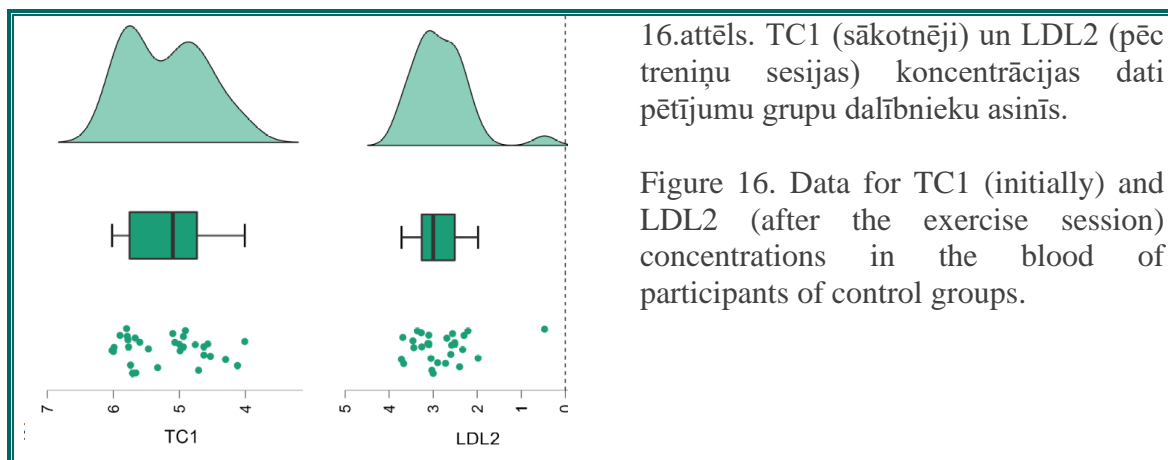 16.attēls. TC1 (sākotnēji) un LDL2 (pēc
treniņu sesijas) koncentrācijas dati
pētījumu grupu dalībnieku asinīs.
Figure 16. Data for TC1 (initially) and
LDL2 (after the exercise session)
concentrations in the blood of
participants of control groups.
7 6 5 4
TC1
5 4 3 2 1 0
LDL2